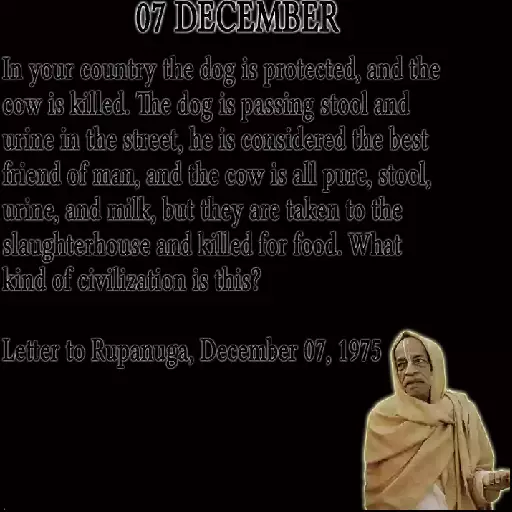 07 DECEMBER
In your country the dog is protected, and the
cow is killed. The dog is passing stool and
urine in the street, he is considered the best
friend of man, and the cow is all pure, stool,
urine, and milk, but they are taken to the
slaughterhouse and killed for food. What
kind of civilization is this?
Letter to Rupanuga, December 07, 1975